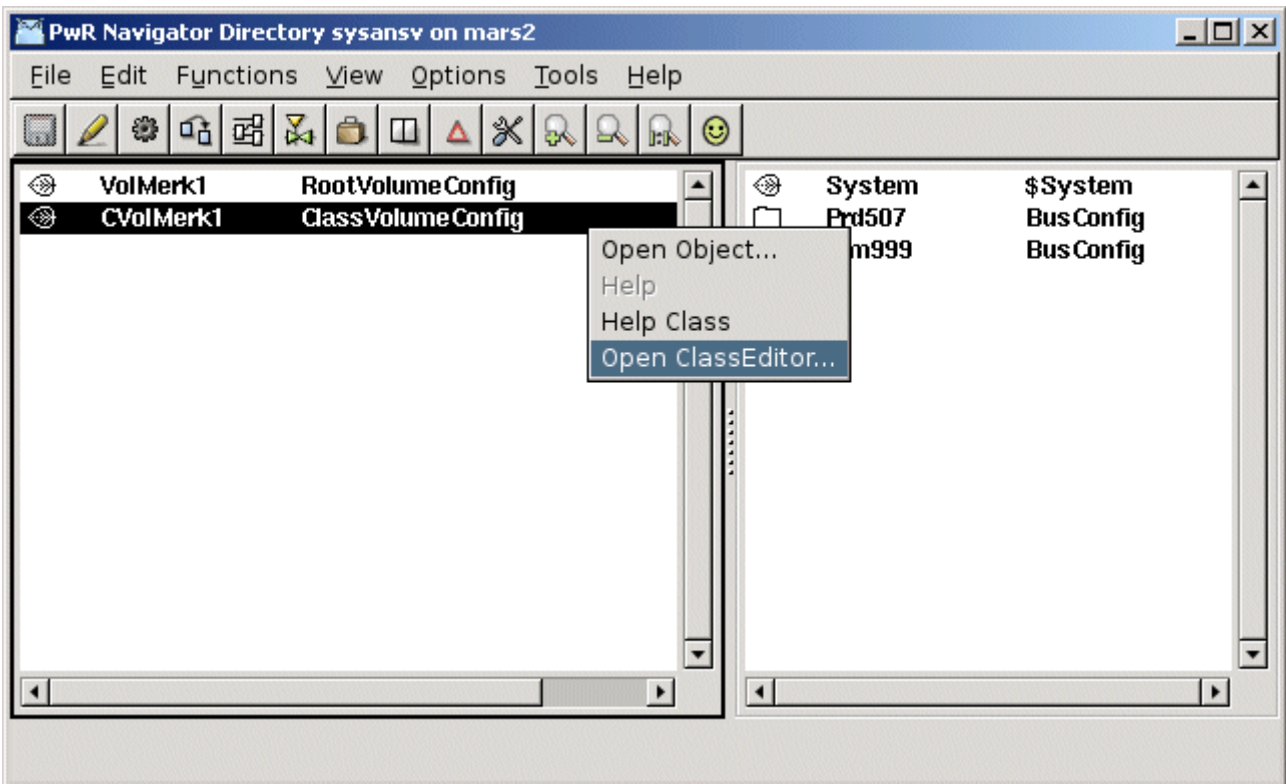 PwR Navigator Directory sysansv on mars2
File Edit Functions View Options Tools Help
VolMerk1 RootVolumeConfig
CVolMerk1 ClassVolumeConfig
System $System
Prd507 BusConfig
m999 BusConfig
Open Object...
Help
Help Class
Open ClassEditor...